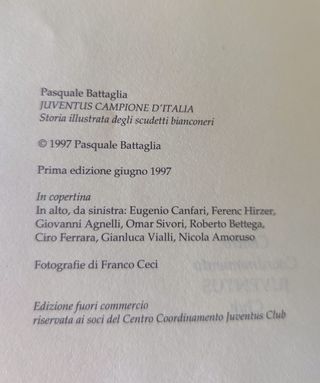 Pasquale Battaglia
JUVENTUS CAMPIONE D'ITALIA
Storia illustrata degli scudetti bianconeri
© 1997 Pasquale Battaglia
Prima edizione giugno 1997
In copertina
In alto, da sinistra: Eugenio Canfari, Ferenc Hirzer,
Giovanni Agnelli, Omar Sivori, Roberto Bettega,
Ciro Ferrara, Gianluca Vialli, Nicola Amoruso
Fotografie di Franco Ceci
Edizione fuori commercio
riservata ai soci del Centro Coordinamento Juventus Club